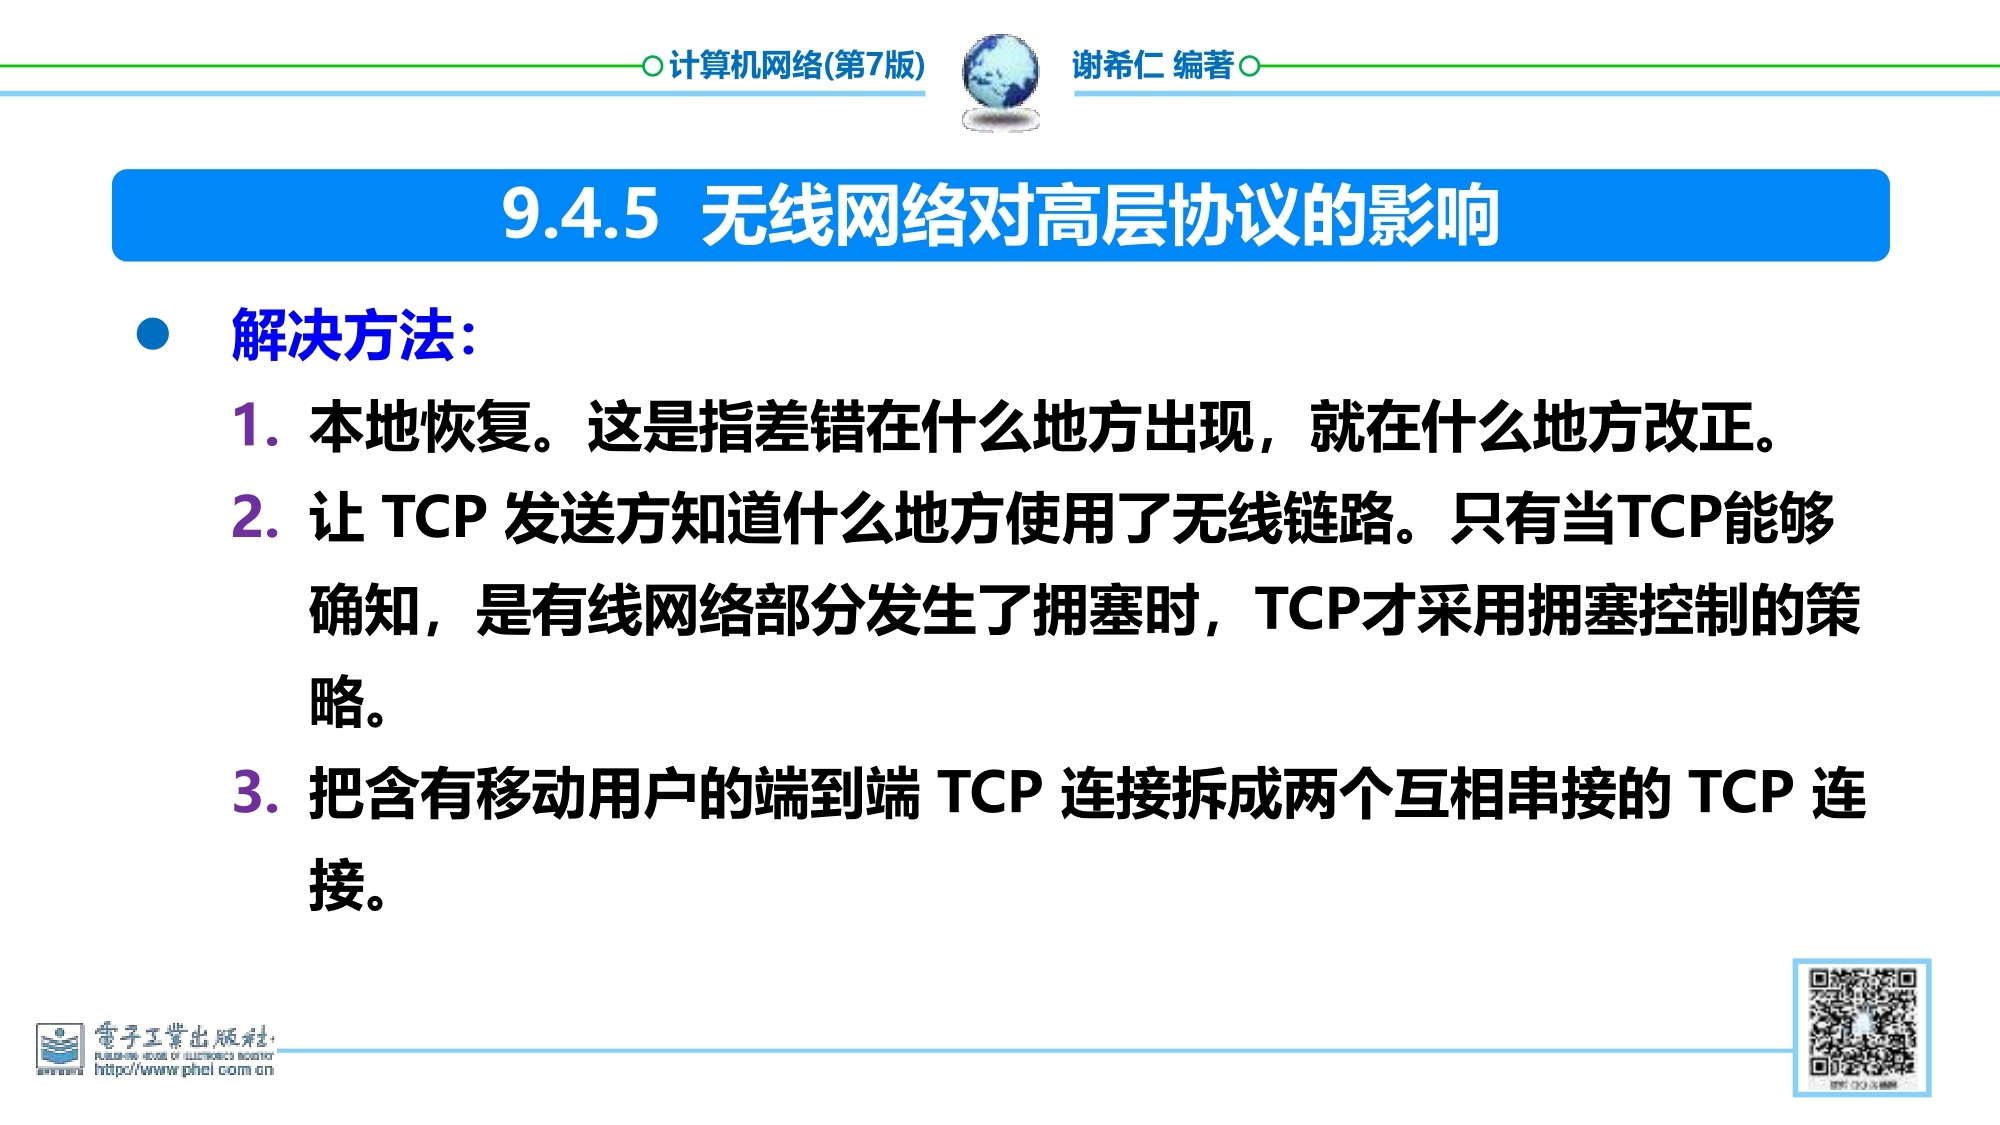 计算机网络(第7版)
谢希仁 编著
9.4.5 无线网络对高层协议的影响
● 解决方法：
1. 本地恢复。这是指差错在什么地方出现，就在什么地方改正。
2. 让 TCP 发送方知道什么地方使用了无线链路。只有当TCP能够
确知，是有线网络部分发生了拥塞时，TCP才采用拥塞控制的策
略。
3. 把含有移动用户的端到端 TCP 连接拆成两个互相串接的 TCP 连
接。
電子工業出版社
PUBLISHING HOUSE OF ELECTRONICS INDUSTRY
http://www.phei.com.cn